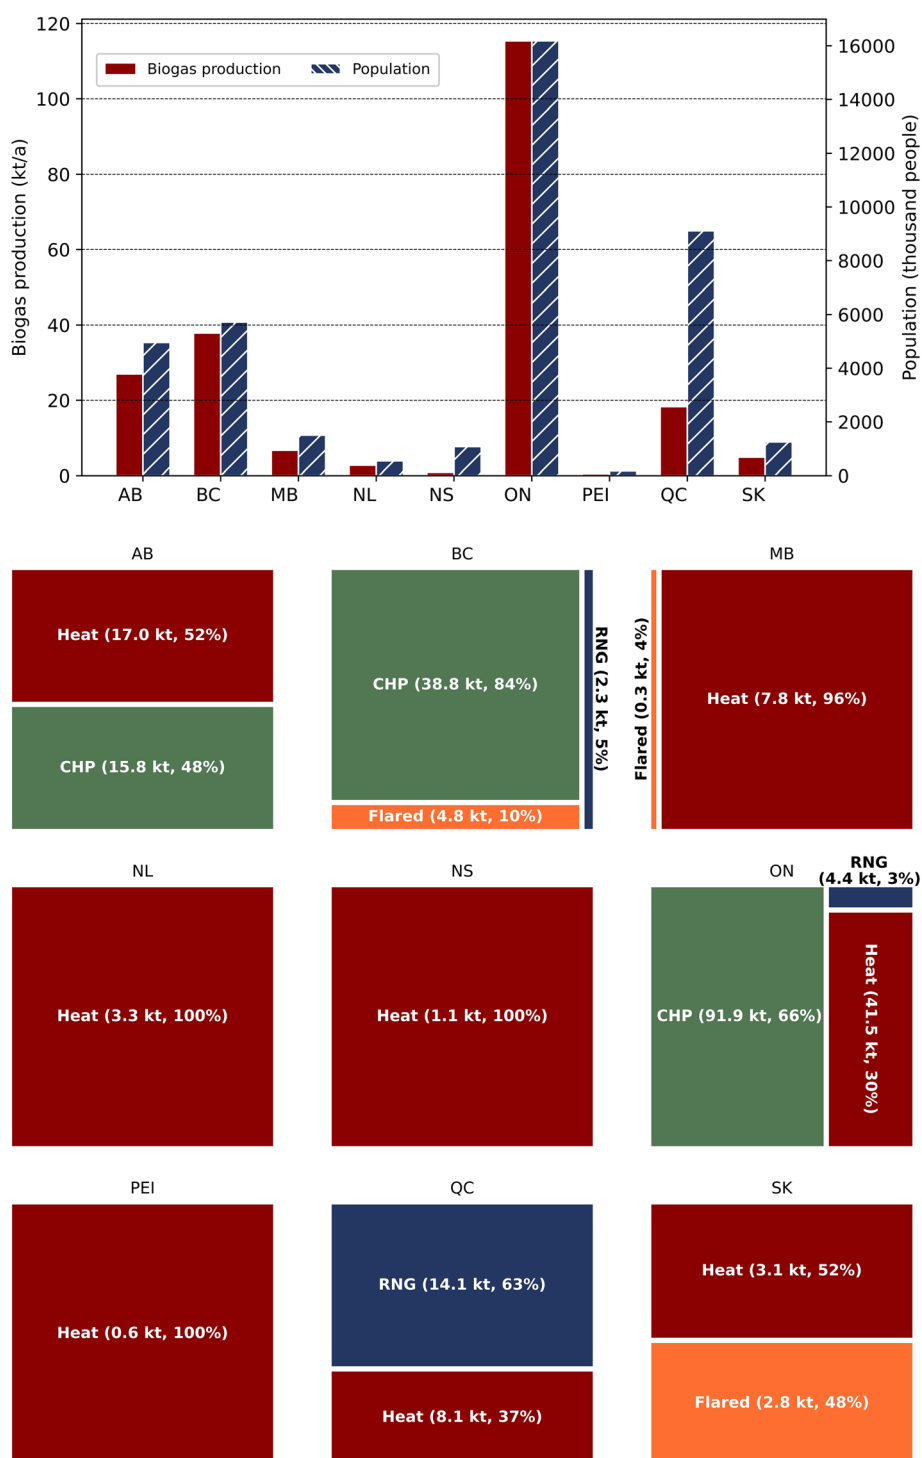 120
100
80
60
40
20
0
Biogas production (kt/a)
Biogas production
Population
16000
14000
12000
10000
8000
6000
4000
2000
0
Population (thousand people)
AB BC MB NL NS ON PEI QC SK
AB
Heat (17.0 kt, 52%)
CHP (15.8 kt, 48%)
BC
CHP (38.8 kt, 84%)
Flared (4.8 kt, 10%)
RNG (2.3 kt, 5%)
MB
Flared (0.3 kt, 4%)
Heat (7.8 kt, 96%)
NL
Heat (3.3 kt, 100%)
NS
Heat (1.1 kt, 100%)
ON
RNG
(4.4 kt, 3%)
CHP (91.9 kt, 66%)
Heat (41.5 kt, 30%)
PEI
Heat (0.6 kt, 100%)
QC
RNG (14.1 kt, 63%)
Heat (8.1 kt, 37%)
SK
Heat (3.1 kt, 52%)
Flared (2.8 kt, 48%)